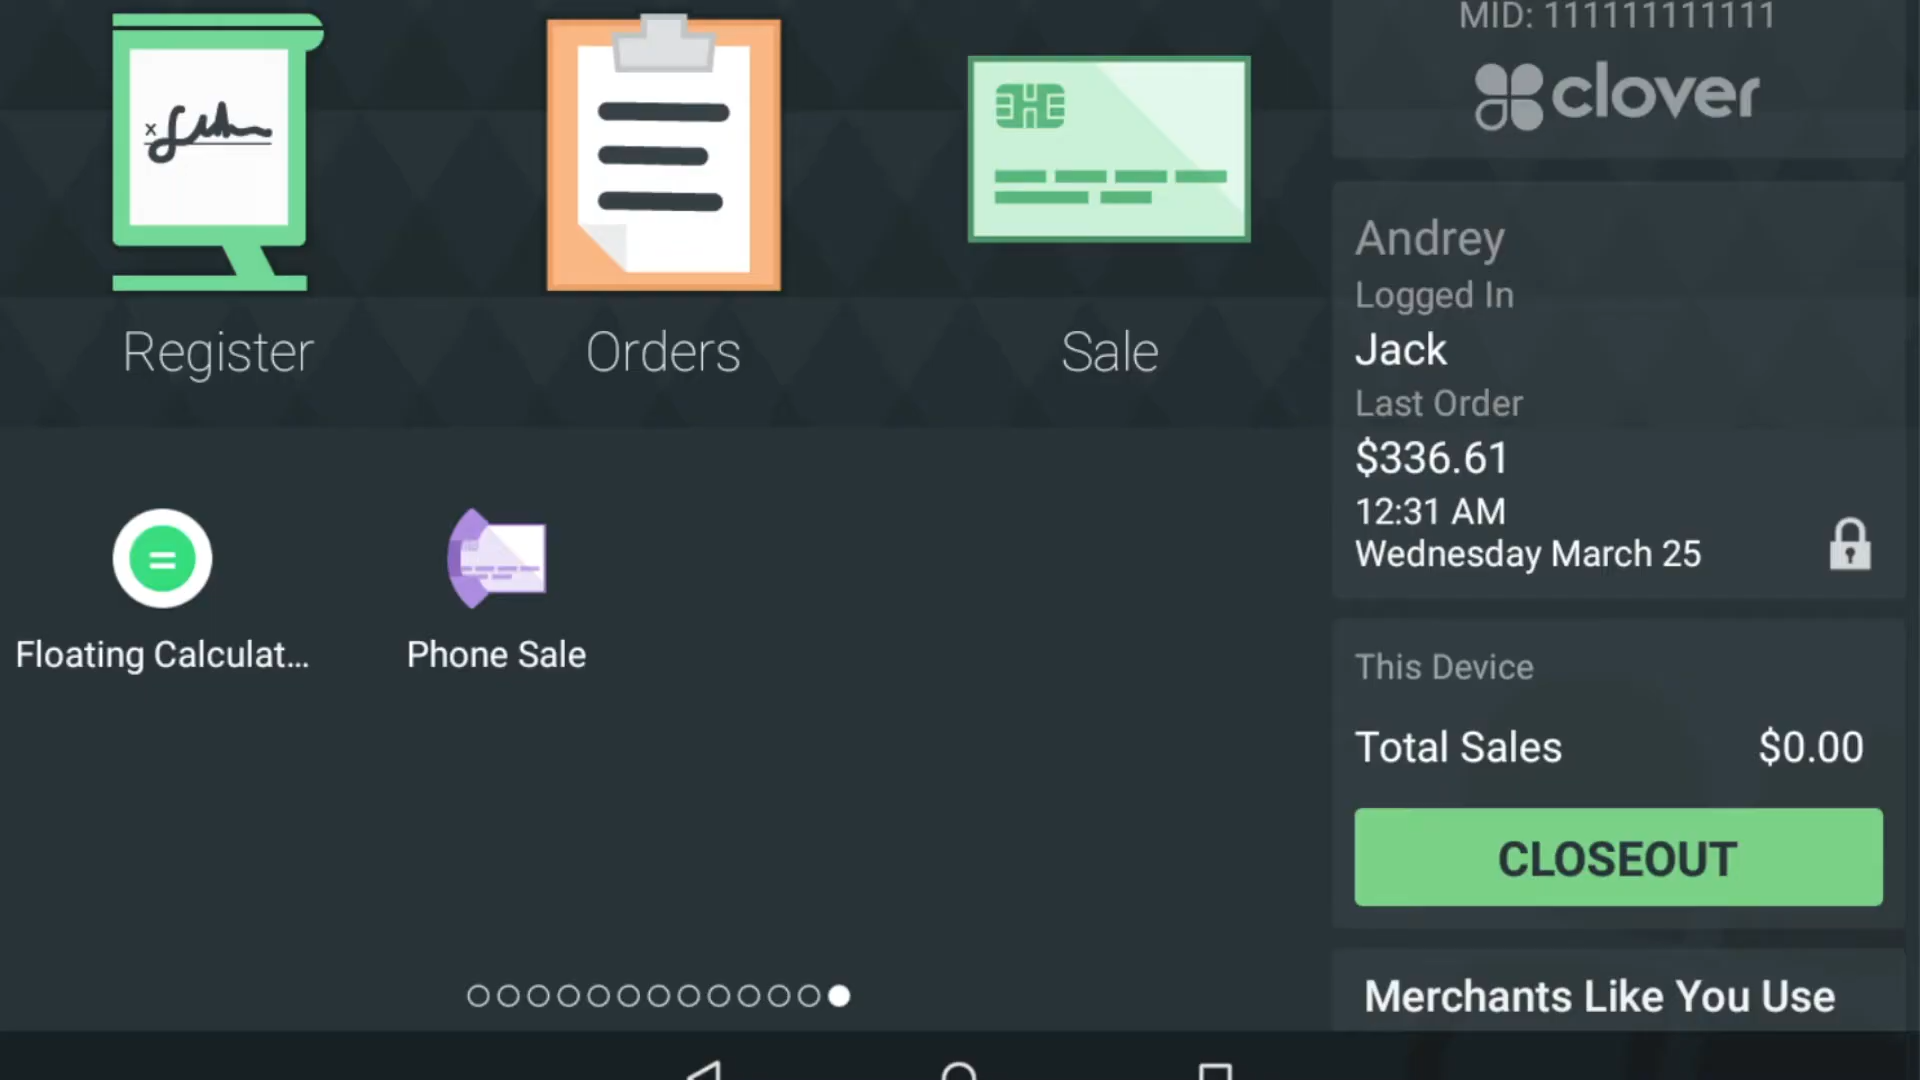 MID: 111111111111
clover
x
Register
Orders
Sale
Andrey
Logged In
Jack
Last Order
$336.61
12:31 AM
Wednesday March 25
Floating Calculat...
Phone Sale
This Device
Total Sales $0.00
CLOSEOUT
Merchants Like You Use